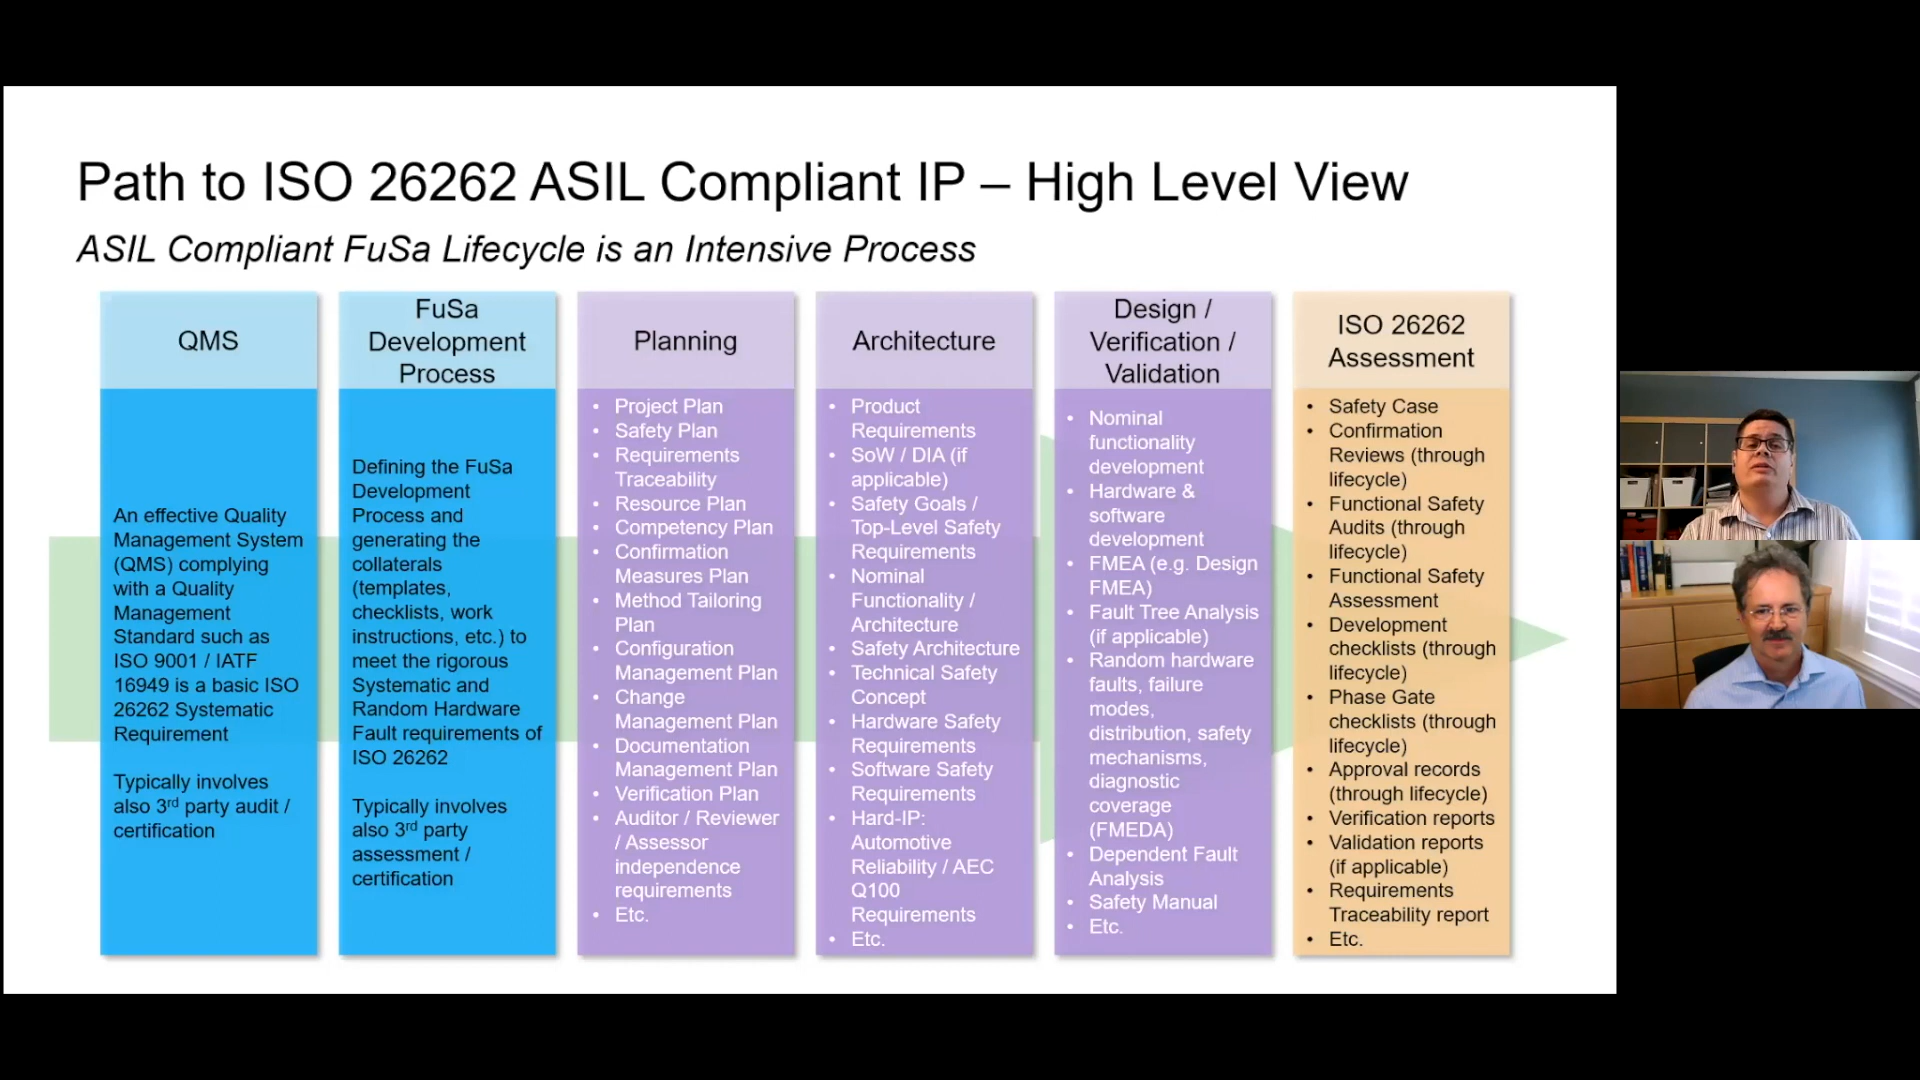 Path to ISO 26262 ASIL Compliant IP – High Level View
ASIL Compliant FuSa Lifecycle is an Intensive Process
QMS
An effective Quality
Management System
(QMS) complying
with a Quality
Management
Standard such as
ISO 9001 / IATF
16949 is a basic ISO
26262 Systematic
Requirement
Typically involves
also 3rd party audit /
certification
FuSa
Development
Process
Defining the FuSa
Development
Process and
generating the
collaterals
(templates,
checklists, work
instructions, etc.) to
meet the rigorous
Systematic and
Random Hardware
Fault requirements of
ISO 26262
Typically involves
also 3rd party
assessment /
certification
Planning
• Project Plan
• Safety Plan
• Requirements
Traceability
• Resource Plan
• Competency Plan
• Confirmation
Measures Plan
• Method Tailoring
Plan
• Configuration
Management Plan
• Change
Management Plan
• Documentation
Management Plan
• Verification Plan
• Auditor / Reviewer
/ Assessor
independence
requirements
• Etc.
Architecture
• Product
Requirements
• SoW / DIA (if
applicable)
• Safety Goals /
Top-Level Safety
Requirements
• Nominal
Functionality /
Architecture
• Safety Architecture
• Technical Safety
Concept
• Hardware Safety
Requirements
• Software Safety
Requirements
• Hard-IP:
Automotive
Reliability / AEC
Q100
Requirements
• Etc.
Design /
Verification /
Validation
• Nominal
functionality
development
• Hardware &
software
development
• FMEA (e.g. Design
FMEA)
• Fault Tree Analysis
(if applicable)
• Random hardware
faults, failure
modes,
distribution, safety
mechanisms,
diagnostic
coverage
(FMEDA)
• Dependent Fault
Analysis
• Safety Manual
• Etc.
ISO 26262
Assessment
• Safety Case
• Confirmation
Reviews (through
lifecycle)
• Functional Safety
Audits (through
lifecycle)
• Functional Safety
Assessment
• Development
checklists (through
lifecycle)
• Phase Gate
checklists (through
lifecycle)
• Approval records
(through lifecycle)
• Verification reports
• Validation reports
(if applicable)
• Requirements
Traceability report
• Etc.